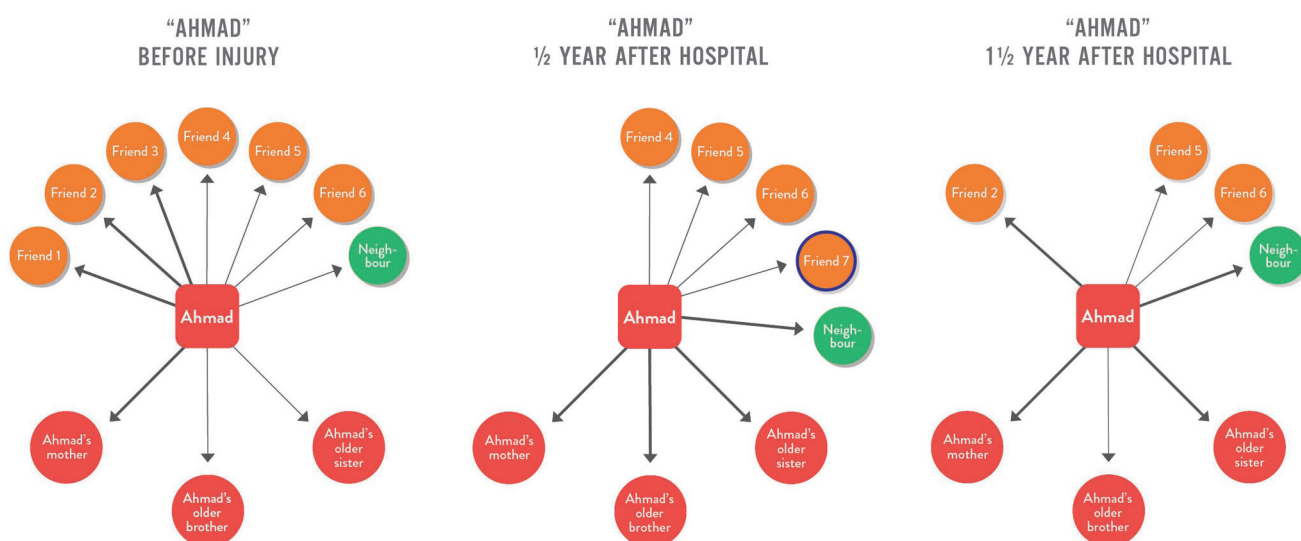 “AHMAD”
BEFORE INJURY
Friend 4
Friend 3
Friend 5
Friend 2
Friend 6
Friend 1
Neigh-
bour
Ahmad
Ahmad’s
mother
Ahmad’s
older
sister
Ahmad’s
older
brother
“AHMAD”
½ YEAR AFTER HOSPITAL
Friend 4
Friend 5
Friend 6
Friend 7
Neigh-
bour
Ahmad
Ahmad’s
mother
Ahmad’s
older
sister
Ahmad’s
older
brother
“AHMAD”
1½ YEAR AFTER HOSPITAL
Friend 5
Friend 2
Friend 6
Neigh-
bour
Ahmad
Ahmad’s
mother
Ahmad’s
older
sister
Ahmad’s
older
brother